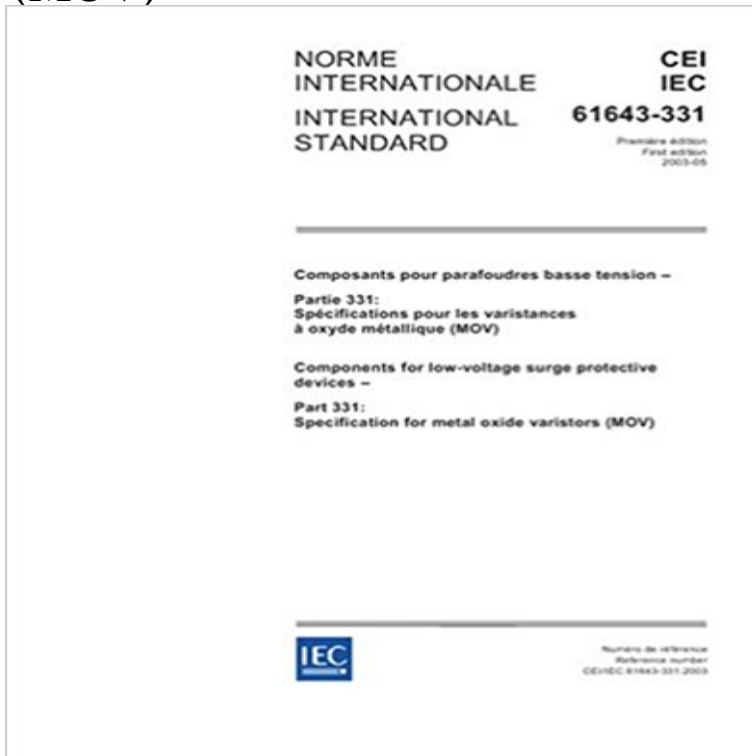 (MOV)
NORME
INTERNATIONALE
INTERNATIONAL
STANDARD
CEI
IEC
61643-331
Première édition
First edition
2003-05
Composants pour parafoudres basse tension –
Partie 331:
Spécifications pour les varistances
à oxyde métallique (MOV)
Components for low-voltage surge protective
devices –
Part 331:
Specification for metal oxide varistors (MOV)
IEC
Numéro de référence
Reference number
CEI/IEC 61643-331:2003